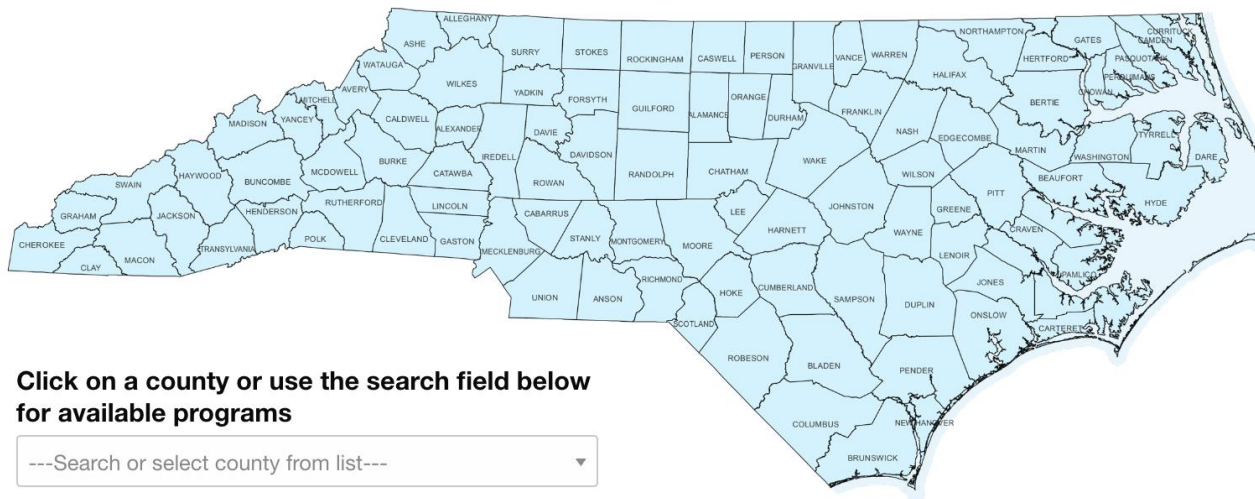 ALLEGHANY
ASHE
SURRY
STOKES
ROCKINGHAM
CASWELL
PERSON
GRANVILLE
VANCE
WARREN
NORTHAMPTON
GATES
CURRITUCK
CAMDEN
PASQUOTANK
PERQUIMANS
CHOWAN
HERTFORD
HALIFAX
BERTIE
WATAUGA
WILKES
YADKIN
FORSYTH
GUILFORD
ALAMANCE
ORANGE
DURHAM
FRANKLIN
NASH
EDGECOMBE
MARTIN
WASHINGTON
TYRRELL
DARE
MITCHELL
AVERY
YANCEY
MADISON
CALDWELL
ALEXANDER
IREDELL
DAVIE
DAVIDSON
RANDOLPH
CHATHAM
WAKE
WILSON
PITT
BEAUFORT
HYDE
HAYWOOD
BUNCOMBE
MCDOWELL
BURKE
CATAWBA
ROWAN
SWAIN
GRAHAM
JACKSON
HENDERSON
RUTHERFORD
LINCOLN
CABARRUS
LEE
JOHNSTON
GREENE
CRAVEN
CHEROKEE
CLAY
MACON
TRANSYLVANIA
POLK
CLEVELAND
GASTON
MECKLENBURG
STANLY
MONTGOMERY
MOORE
HARNETT
WAYNE
LENOIR
JONES
PAMLICO
UNION
ANSON
RICHMOND
HOKE
CUMBERLAND
SAMPSON
DUPLIN
ONSLOW
CARTERET
SCOTLAND
ROBESON
BLADEN
PENDER
COLUMBUS
NEW HANOVER
BRUNSWICK
Click on a county or use the search field below
for available programs
---Search or select county from list---